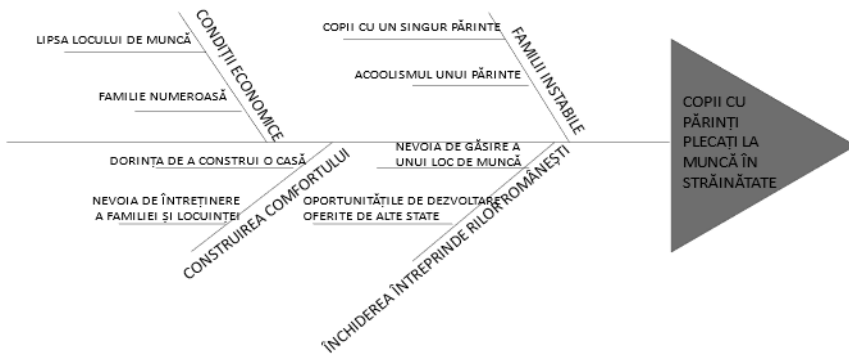 COPII CU UN SINGUR PĂRINTE
LIPSA LOCULUI DE MUNCĂ
CONDIȚII ECONOMICE
FAMILII INSTABILE
ACOOLISMUL UNUI PĂRINTE
FAMILIE NUMEROASĂ
COPII CU
PĂRINȚI
PLECAȚI LA
MUNCĂ ÎN
STRĂINĂTATE
DORINȚA DE A CONSTRUI O CASĂ
NEVOIA DE GĂSIRE A
UNUI LOC DE MUNCĂ
NEVOIA DE ÎNTREȚINERE
A FAMILIEI ȘI LOCUINȚEI
OPORTUNITĂȚILE DE DEZVOLTARE
OFERITE DE ALTE STATE
CONSTRUIREA COMFORTULUI
ÎNCHIDEREA ÎNTREPRINDE RILOR ROMÂNEȘTI